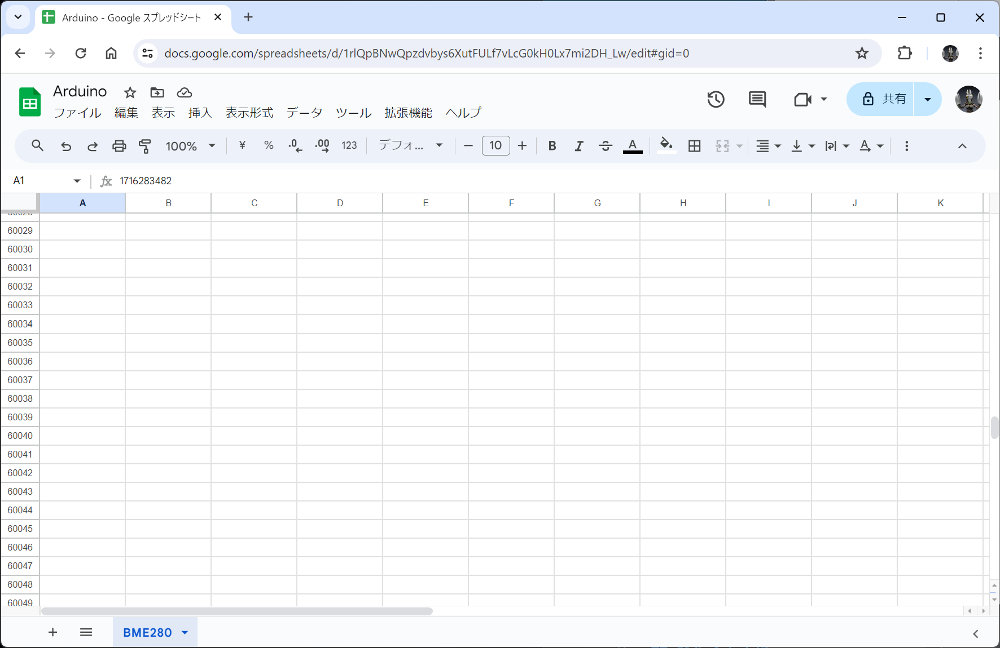 Arduino - Google スプレッドシート
docs.google.com/spreadsheets/d/1rlQpBNwQpzdvbys6XutFULf7vLcG0kH0Lx7mi2DH_Lw/edit#gid=0
Arduino
ファイル 編集 表示 挿入 表示形式 データ ツール 拡張機能 ヘルプ
共有
100% ¥ % .0 .00 123 デフォ... 10 B I S A
A1 fx 1716283482
A B C D E F G H I J K
60029
60030
60031
60032
60033
60034
60035
60036
60037
60038
60039
60040
60041
60042
60043
60044
60045
60046
60047
60048
60049
BME280